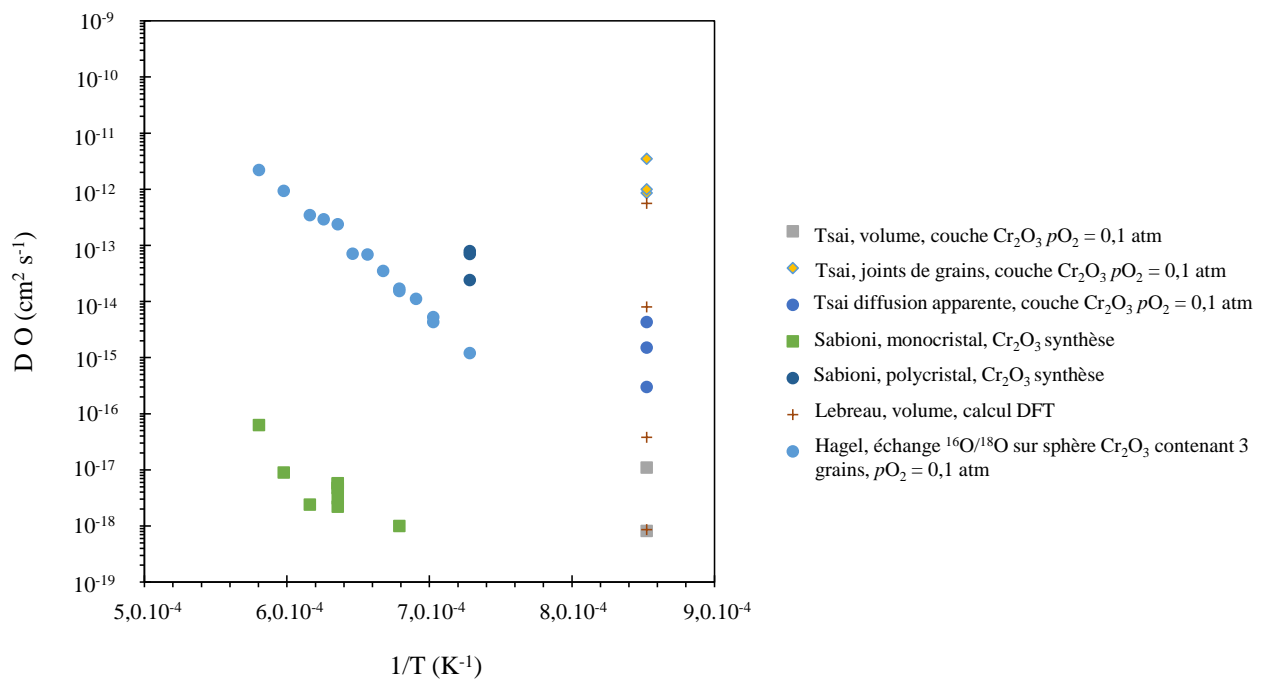 10⁻⁹
10⁻¹⁰
10⁻¹¹
10⁻¹²
10⁻¹³
10⁻¹⁴
10⁻¹⁵
10⁻¹⁶
10⁻¹⁷
10⁻¹⁸
10⁻¹⁹
D O (cm² s⁻¹)
5,0.10⁻⁴ 6,0.10⁻⁴ 7,0.10⁻⁴ 8,0.10⁻⁴ 9,0.10⁻⁴
1/T (K⁻¹)
Tsai, volume, couche Cr₂O₃ pO₂ = 0,1 atm
Tsai, joints de grains, couche Cr₂O₃ pO₂ = 0,1 atm
Tsai diffusion apparente, couche Cr₂O₃ pO₂ = 0,1 atm
Sabioni, monocristal, Cr₂O₃ synthèse
Sabioni, polycristal, Cr₂O₃ synthèse
Lebreau, volume, calcul DFT
Hagel, échange ¹⁶O/¹⁸O sur sphère Cr₂O₃ contenant 3
grains, pO₂ = 0,1 atm